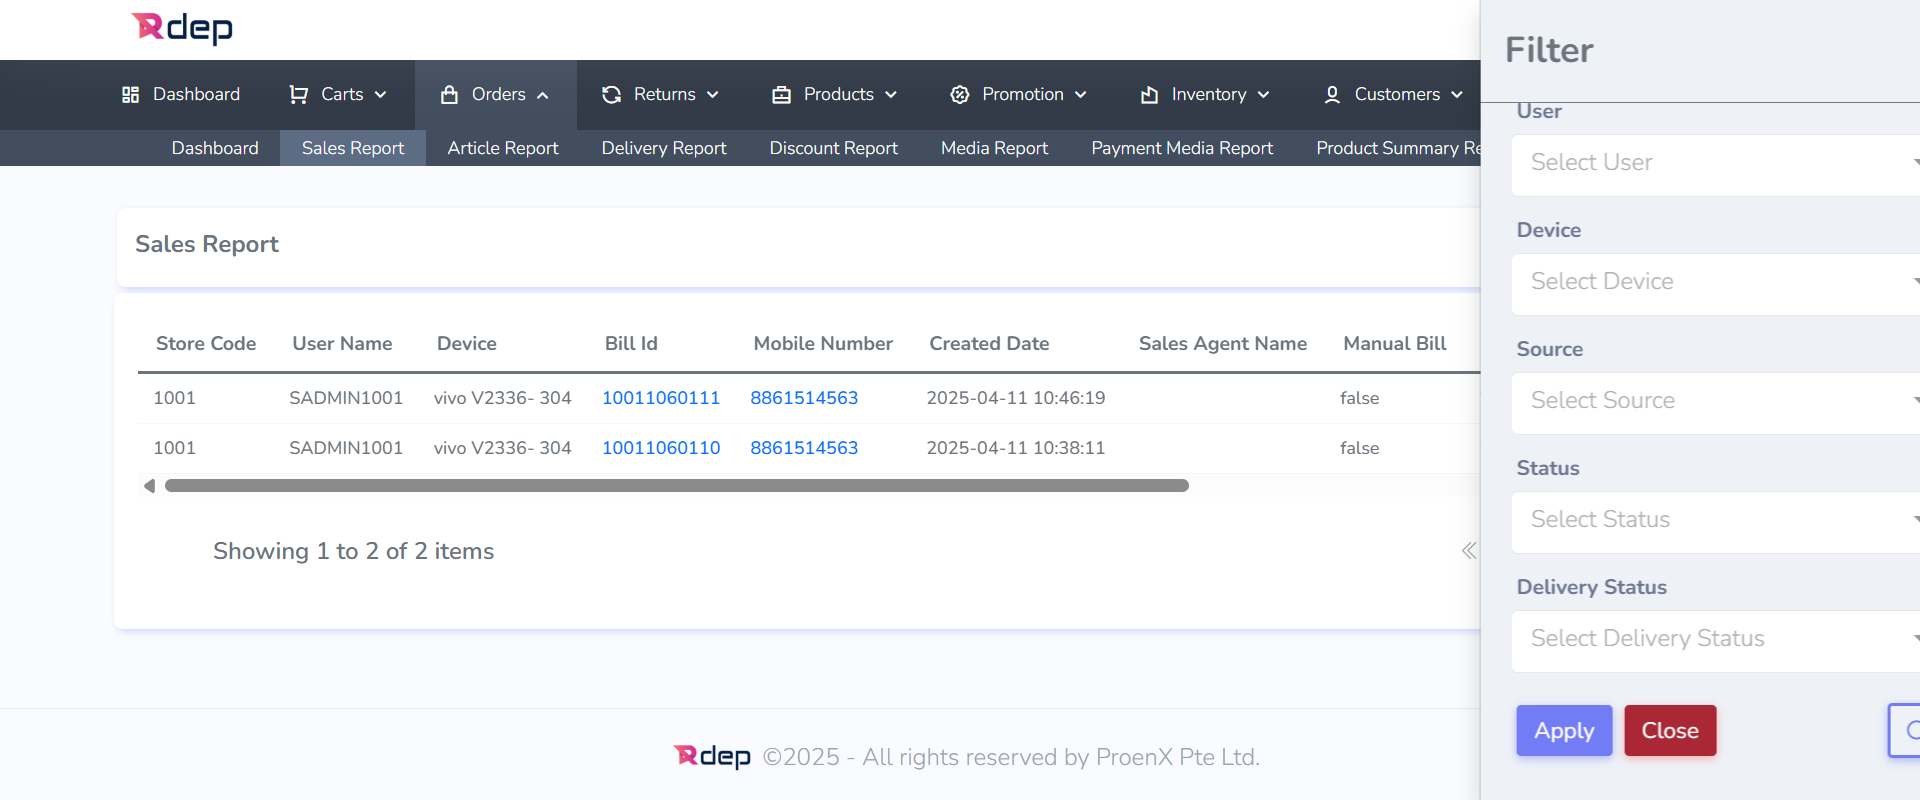 Rdep
Filter
Dashboard Carts Orders Returns Products Promotion Inventory Customers
Dashboard Sales Report Article Report Delivery Report Discount Report Media Report Payment Media Report Product Summary
User
Select User
Sales Report
Device
Select Device
Store Code User Name Device Bill Id Mobile Number Created Date Sales Agent Name Manual Bill
1001 SADMIN1001 vivo V2336- 304 10011060111 8861514563 2025-04-11 10:46:19 false
1001 SADMIN1001 vivo V2336- 304 10011060110 8861514563 2025-04-11 10:38:11 false
Source
Select Source
Status
Select Status
Showing 1 to 2 of 2 items
Delivery Status
Select Delivery Status
Apply Close
Rdep ©2025 - All rights reserved by ProenX Pte Ltd.